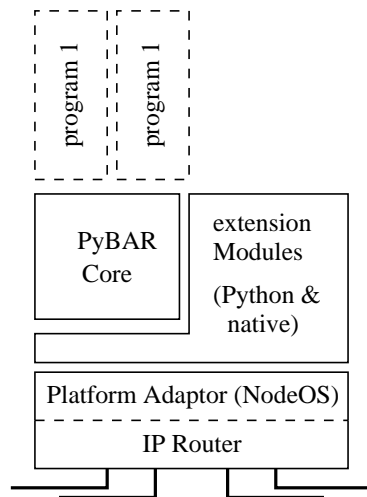 program 1
program 1
PyBAR
Core
extension
Modules
(Python &
native)
Platform Adaptor (NodeOS)
IP Router